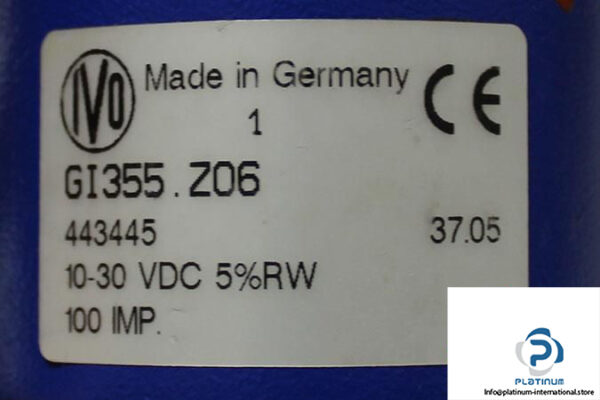 IVO Made in Germany CE
1
GI355.Z06
443445 37.05
10-30 VDC 5%RW
100 IMP.
PLATINUM
Info@platinum-international.store